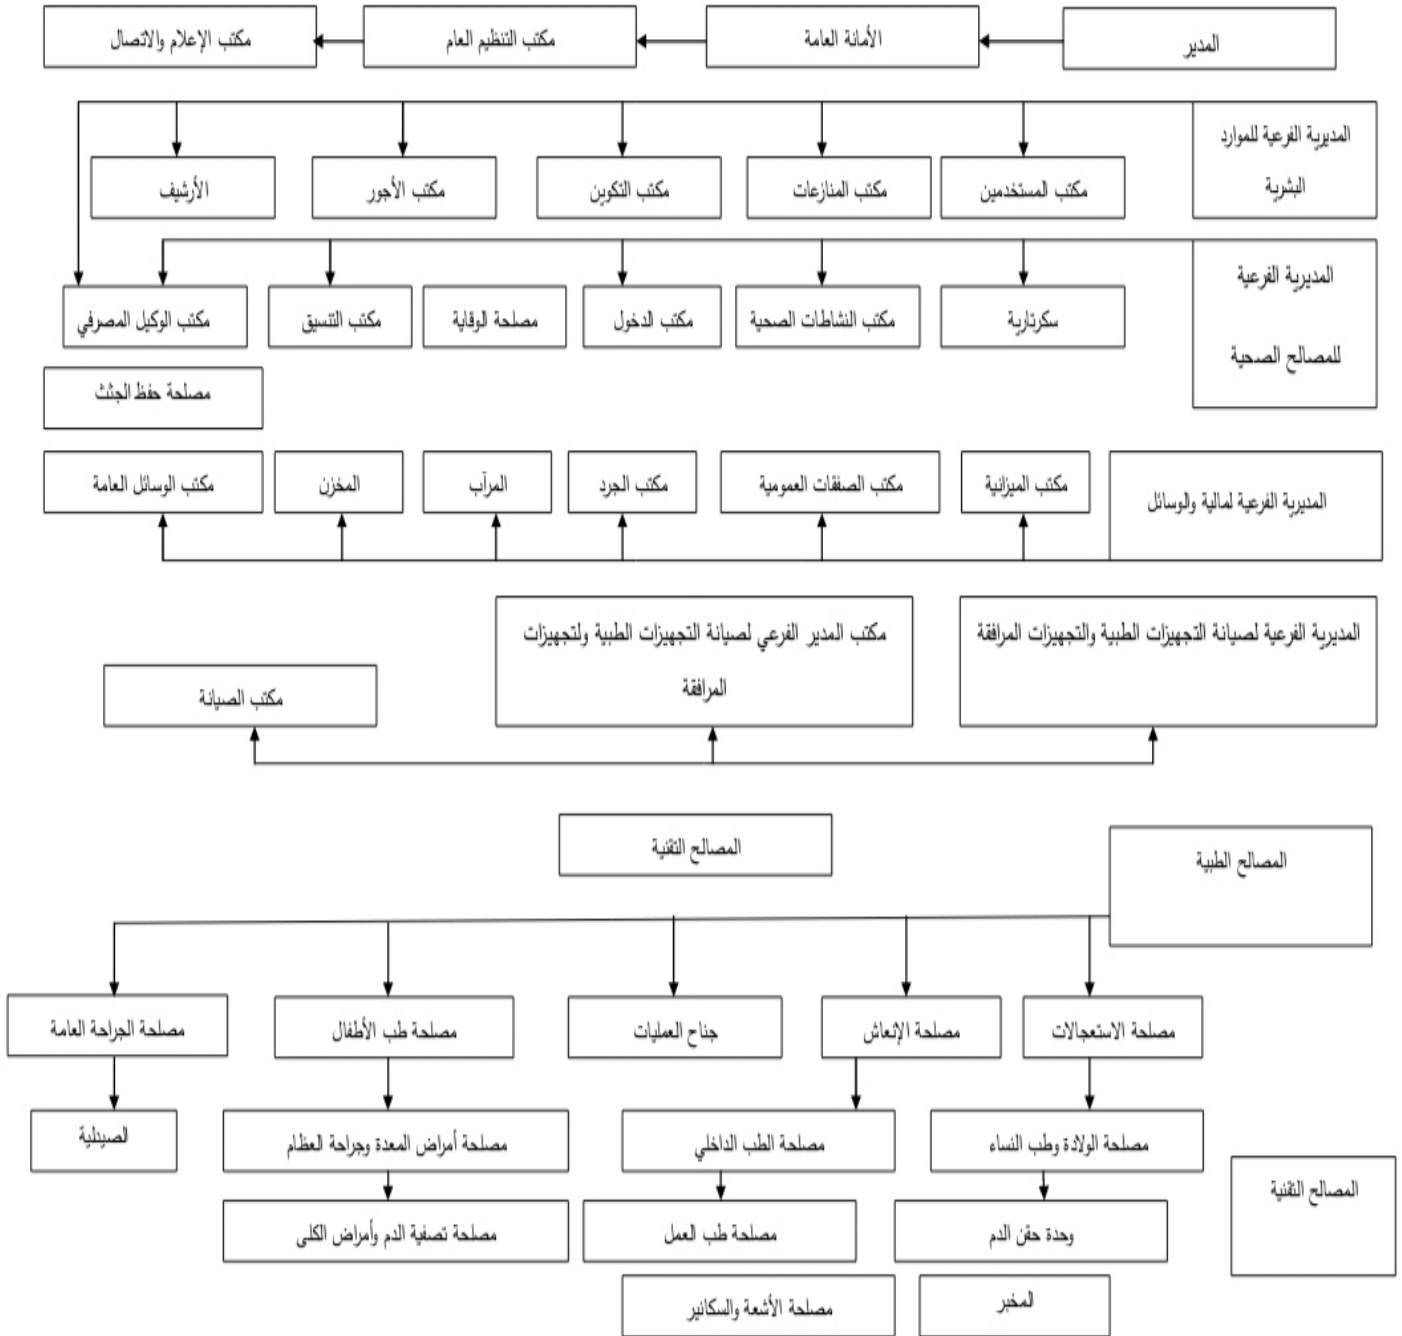 المدير
الأمانة العامة
مكتب التنظيم العام
مكتب الإعلام والاتصال
المديرية الفرعية للموارد
البشرية
مكتب المستخدمين
مكتب المنازعات
مكتب التكوين
مكتب الأجور
الأرشيف
المديرية الفرعية
للمصالح الصحية
سكرتارية
مكتب النشاطات الصحية
مكتب الدخول
مصلحة الوقاية
مكتب التنسيق
مكتب الوكيل المصرفي
مصلحة حفظ الجثث
المديرية الفرعية لمالية والوسائل
مكتب الميزانية
مكتب الصفقات العمومية
مكتب الجرد
المرآب
المخزن
مكتب الوسائل العامة
المديرية الفرعية لصيانة التجهيزات الطبية والتجهيزات المرافقة
مكتب المدير الفرعي لصيانة التجهيزات الطبية ولتجهيزات
المرافقة
مكتب الصيانة
المصالح التقنية
المصالح الطبية
مصلحة الاستعجالات
مصلحة الإنعاش
جناح العمليات
مصلحة طب الأطفال
مصلحة الجراحة العامة
مصلحة الولادة وطب النساء
مصلحة الطب الداخلي
مصلحة أمراض المعدة وجراحة العظام
الصيدلية
المصالح التقنية
وحدة حقن الدم
مصلحة طب العمل
مصلحة تصفية الدم وأمراض الكلى
المخبر
مصلحة الأشعة والسكانير